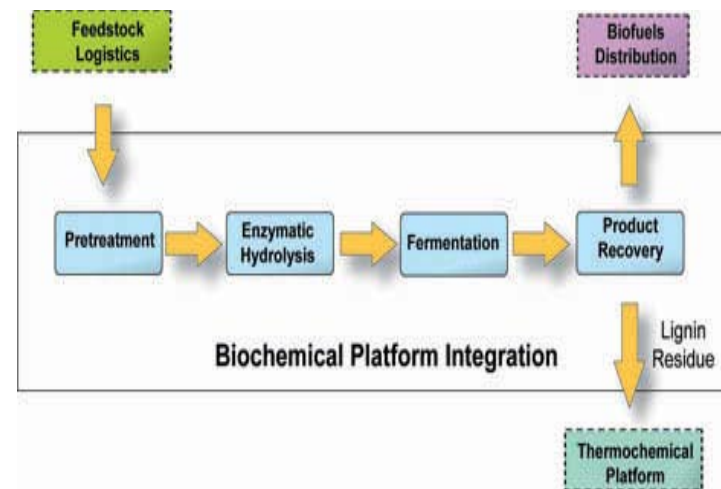 Feedstock
Logistics
Biofuels
Distribution
Pretreatment
Enzymatic
Hydrolysis
Fermentation
Product
Recovery
Biochemical Platform Integration
Lignin
Residue
Thermochemical
Platform